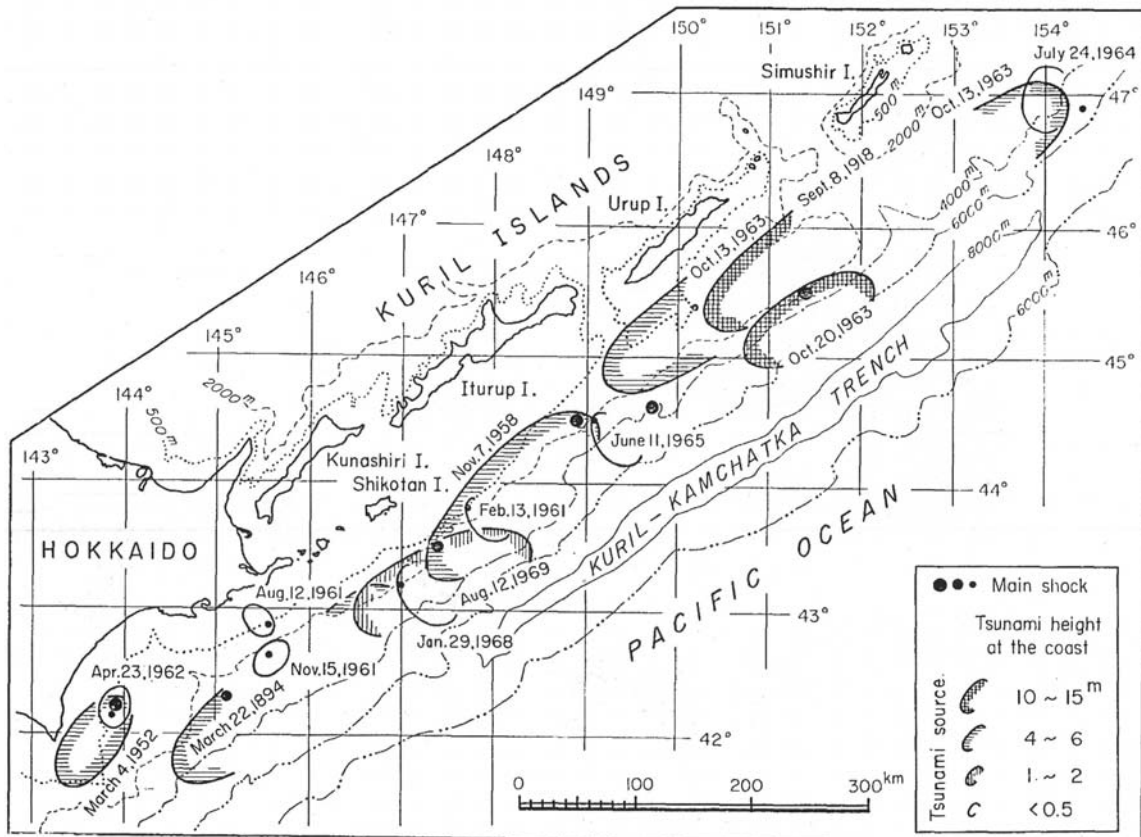 150°
151°
152°
153°
154°
July 24, 1964
Simushir I.
500m
2000m
Oct. 13, 1963
47°
149°
148°
Sept. 8, 1918
4000m
6000m
8000m
6000m
Urup I.
147°
KURIL ISLANDS
Oct. 13, 1963
46°
146°
Oct. 20, 1963
145°
45°
2000m
Iturup I.
KURIL-KAMCHATKA TRENCH
144°
500m
143°
Nov. 7, 1958
June 11, 1965
Kunashiri I.
Shikotan I.
44°
Feb. 13, 1961
PACIFIC OCEAN
HOKKAIDO
Aug. 12, 1969
Aug. 12, 1961
43°
Jan. 29, 1968
Apr. 23, 1962
Nov. 15, 1961
March 22, 1894
42°
March 4, 1952
0 100 200 300 km
Main shock
Tsunami height
at the coast
Tsunami source
10 ~ 15 m
4 ~ 6
1 ~ 2
<0.5